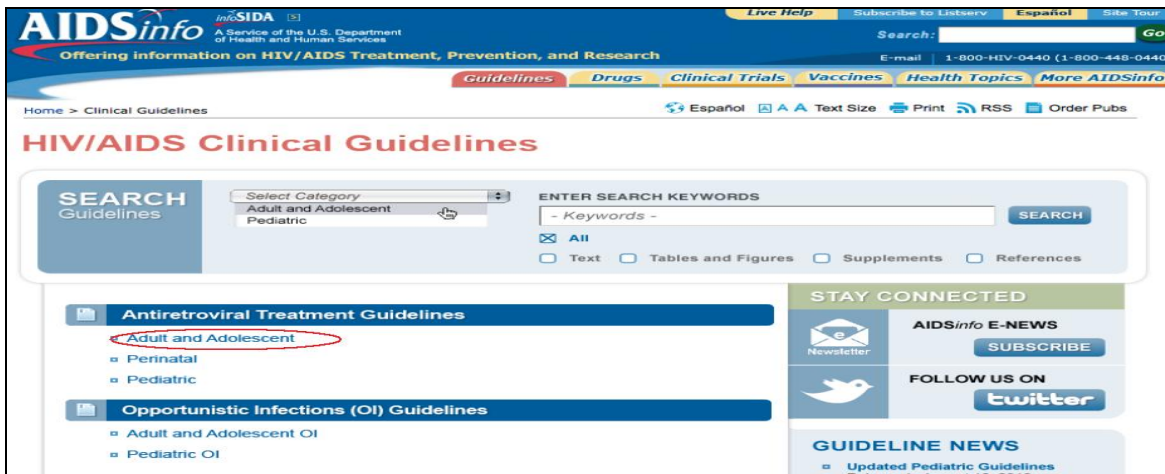 Live Help Subscribe to Listserv Español Site Tour
AIDSinfo infoSIDA
A Service of the U.S. Department
of Health and Human Services
Search: Go
Offering information on HIV/AIDS Treatment, Prevention, and Research
E-mail 1-800-HIV-0440 (1-800-448-0440
Guidelines Drugs Clinical Trials Vaccines Health Topics More AIDSinfo
Home > Clinical Guidelines
Español A A A Text Size Print RSS Order Pubs
HIV/AIDS Clinical Guidelines
SEARCH
Guidelines
Select Category
Adult and Adolescent
Pediatric
ENTER SEARCH KEYWORDS
- Keywords -
SEARCH
All
Text Tables and Figures Supplements References
Antiretroviral Treatment Guidelines
Adult and Adolescent
Perinatal
Pediatric
Opportunistic Infections (OI) Guidelines
Adult and Adolescent OI
Pediatric OI
STAY CONNECTED
e
Newsletter
AIDSinfo E-NEWS
SUBSCRIBE
FOLLOW US ON
twitter
GUIDELINE NEWS
Updated Pediatric Guidelines